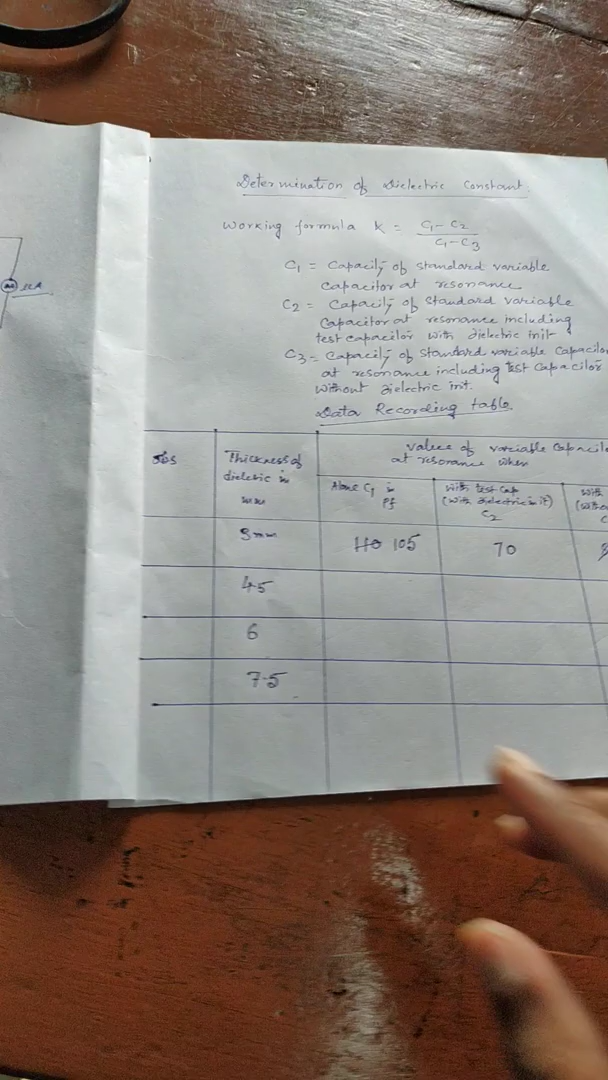 Determination of Dielectric Constant.
Working formula K = C1 - C2 / C1 - C3
C1 = Capacity of standard variable
capacitor at resonance
C2 = Capacity of standard variable
Capacitor at resonance including
test capacitor with dielectric init
C3 = Capacity of standard variable Capacitor
at resonance including test Capacitor
without dielectric int.
Data Recording table.
Obs
Thickness of
dielectric in
mm
values of variable
at resonance when
Alone C1 in
Pf
with test Cap
(with dielectric in it)
C2
with
3mm
105
70
4.5
6
7.5